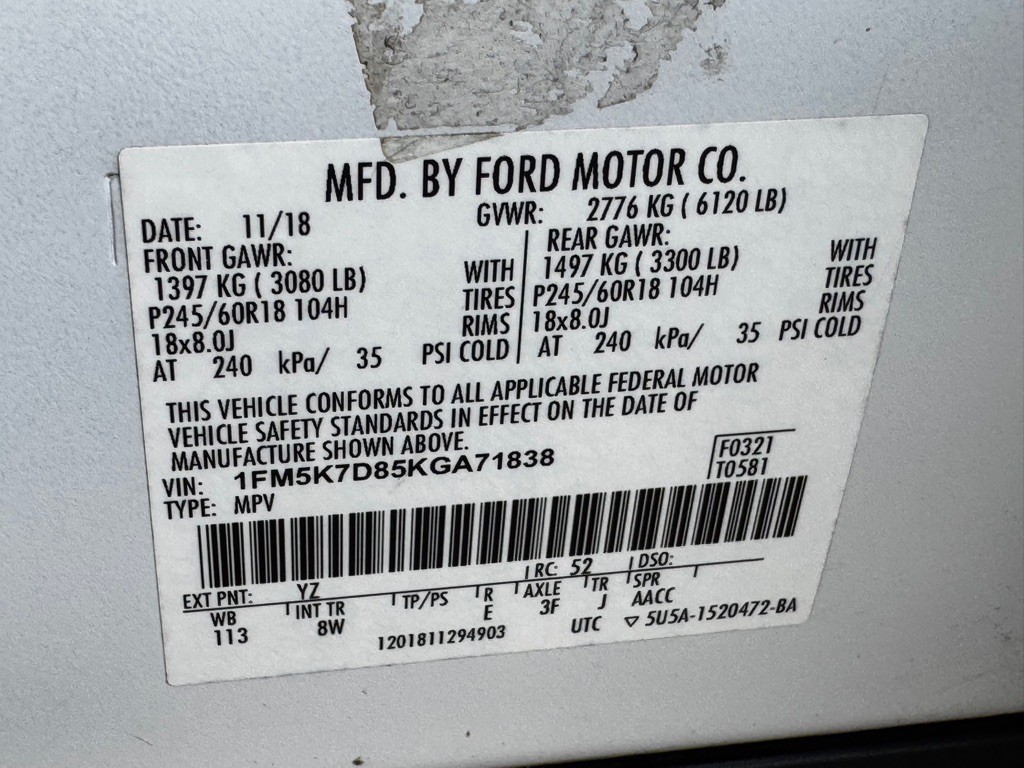 MFD. BY FORD MOTOR CO.
DATE: 11/18 GVWR: 2776 KG ( 6120 LB)
FRONT GAWR: REAR GAWR:
1397 KG ( 3080 LB) WITH 1497 KG ( 3300 LB) WITH
P245/60R18 104H TIRES P245/60R18 104H TIRES
18x8.0J RIMS 18x8.0J RIMS
AT 240 kPa/ 35 PSI COLD AT 240 kPa/ 35 PSI COLD
THIS VEHICLE CONFORMS TO ALL APPLICABLE FEDERAL MOTOR
VEHICLE SAFETY STANDARDS IN EFFECT ON THE DATE OF
MANUFACTURE SHOWN ABOVE.
VIN: 1FM5K7D85KGA71838 F0321
TYPE: MPV T0581
EXT PNT: YZ RC: 52 DSO:
WB INT TR TP/PS R AXLE TR SPR
113 8W E 3F J AACC
1201811294903 UTC ▽ 5U5A-1520472-BA